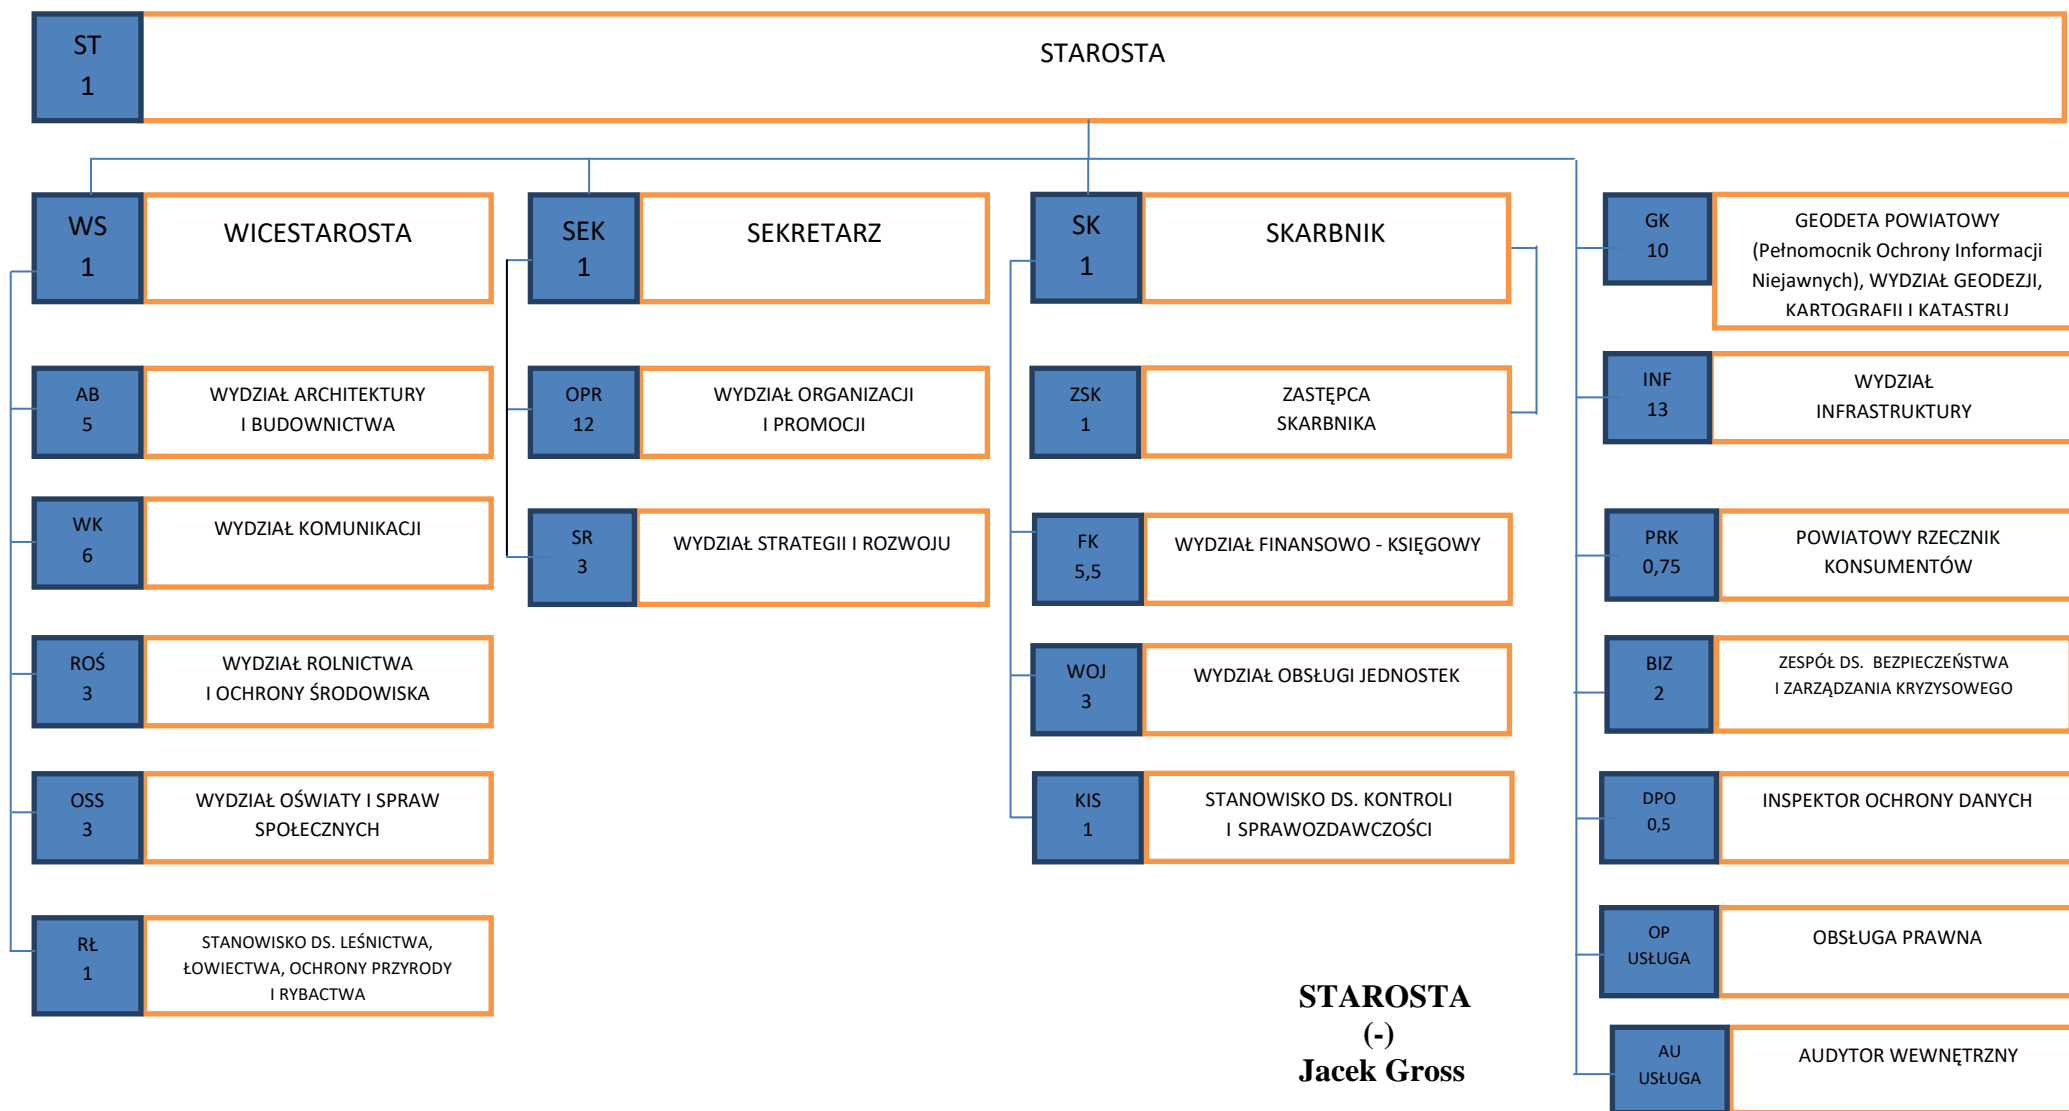 ST
1
STAROSTA
WS
1
WICESTAROSTA
AB
5
WYDZIAŁ ARCHITEKTURY
I BUDOWNICTWA
WK
6
WYDZIAŁ KOMUNIKACJI
ROŚ
3
WYDZIAŁ ROLNICTWA
I OCHRONY ŚRODOWISKA
OSS
3
WYDZIAŁ OŚWIATY I SPRAW
SPOŁECZNYCH
RŁ
1
STANOWISKO DS. LEŚNICTWA,
ŁOWIECTWA, OCHRONY PRZYRODY
I RYBACTWA
SEK
1
SEKRETARZ
OPR
12
WYDZIAŁ ORGANIZACJI
I PROMOCJI
SR
3
WYDZIAŁ STRATEGII I ROZWOJU
SK
1
SKARBNIK
ZSK
1
ZASTĘPCA
SKARBNIKA
FK
5,5
WYDZIAŁ FINANSOWO - KSIĘGOWY
WOJ
3
WYDZIAŁ OBSŁUGI JEDNOSTEK
KIS
1
STANOWISKO DS. KONTROLI
I SPRAWOZDAWCZOŚCI
GK
10
GEODETA POWIATOWY
(Pełnomocnik Ochrony Informacji
Niejawnych), WYDZIAŁ GEODEZJI,
KARTOGRAFII I KATASTRU
INF
13
WYDZIAŁ
INFRASTRUKTURY
PRK
0,75
POWIATOWY RZECZNIK
KONSUMENTÓW
BIZ
2
ZESPÓŁ DS. BEZPIECZEŃSTWA
I ZARZĄDZANIA KRYZYSOWEGO
DPO
0,5
INSPEKTOR OCHRONY DANYCH
OP
USŁUGA
OBSŁUGA PRAWNA
AU
USŁUGA
AUDYTOR WEWNĘTRZNY
STAROSTA
(-)
Jacek Gross